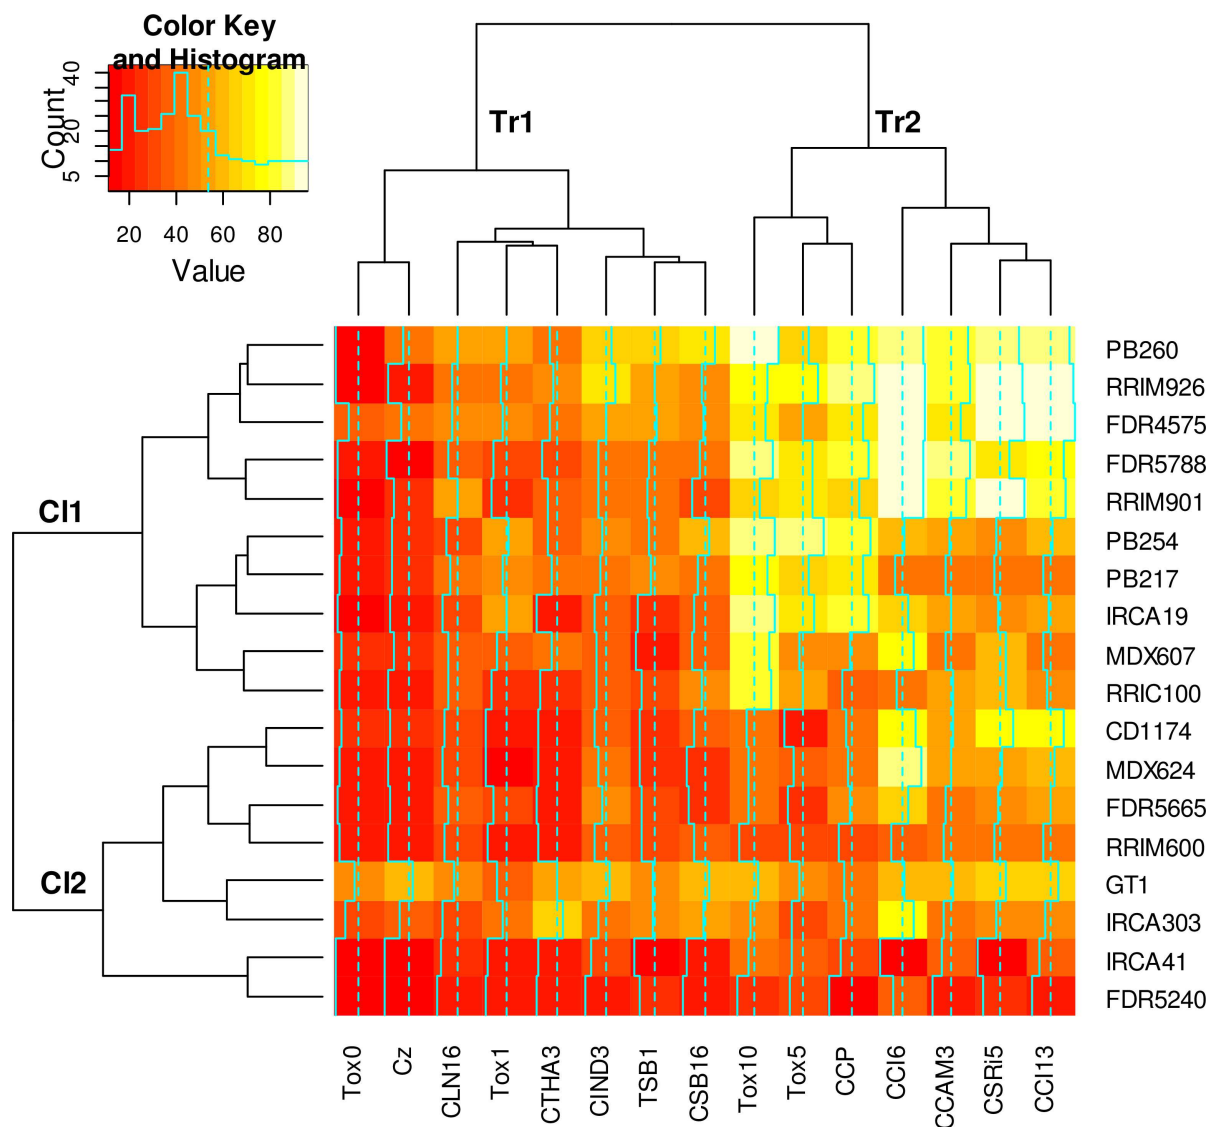 Color Key
and Histogram
Count
5
20
40
20 40 60 80
Value
Tr1
Tr2
Cl1
Cl2
PB260
RRIM926
FDR4575
FDR5788
RRIM901
PB254
PB217
IRCA19
MDX607
RRIC100
CD1174
MDX624
FDR5665
RRIM600
GT1
IRCA303
IRCA41
FDR5240
Tox0
Cz
CLN16
Tox1
CTHA3
CIND3
TSB1
CSB16
Tox10
Tox5
CCP
CCI6
CCAM3
CSRi5
CCI13